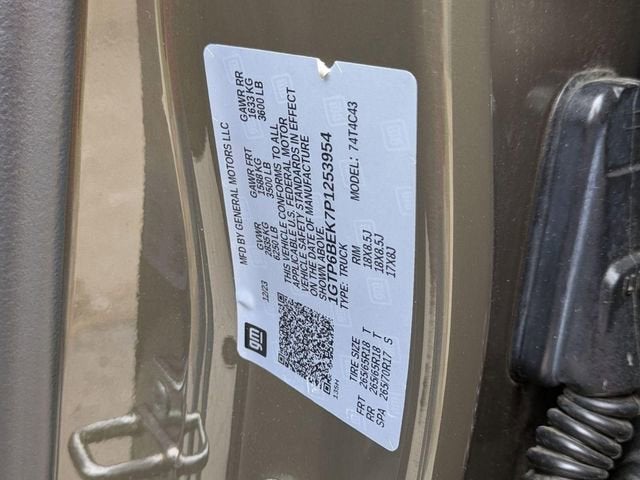 MFD BY GENERAL MOTORS LLC
12/23
GVWR
2835 KG
6250 LB
GAWR FRT
1588 KG
3500 LB
GAWR RR
1633 KG
3600 LB
THIS VEHICLE CONFORMS TO ALL
APPLICABLE U.S. FEDERAL MOTOR
VEHICLE SAFETY STANDARDS IN EFFECT
ON THE DATE OF MANUFACTURE
SHOWN ABOVE.
1GTP6BEK7P1253954
TYPE: TRUCK
MODEL: 74T4C43
gm
TIRE SIZE RIM
FRT 265/65R18 T 18X8.5J
RR 265/65R18 T 18X8.5J
SPA 265/70R17 S 17X8J